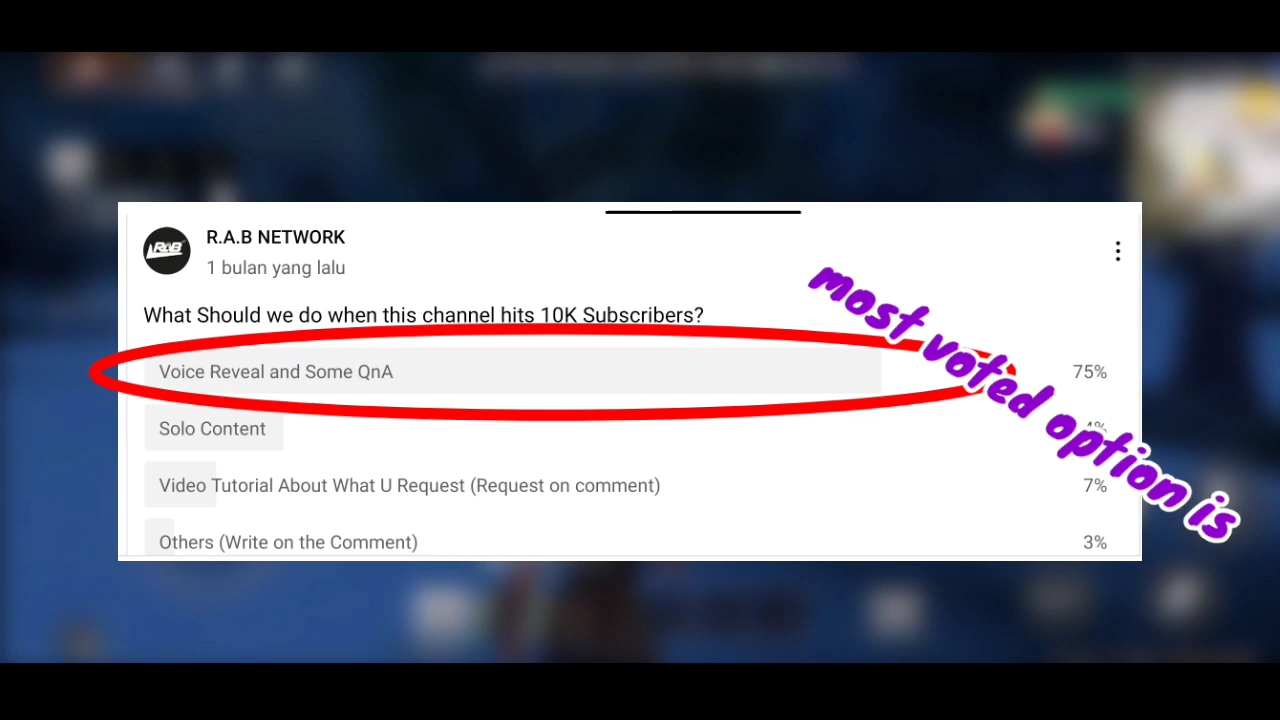 R.A.B NETWORK
RAB
1 bulan yang lalu
What Should we do when this channel hits 10K Subscribers?
Voice Reveal and Some QnA 75%
Solo Content
Video Tutorial About What U Request (Request on comment) 7%
Others (Write on the Comment) 3%
most voted option is